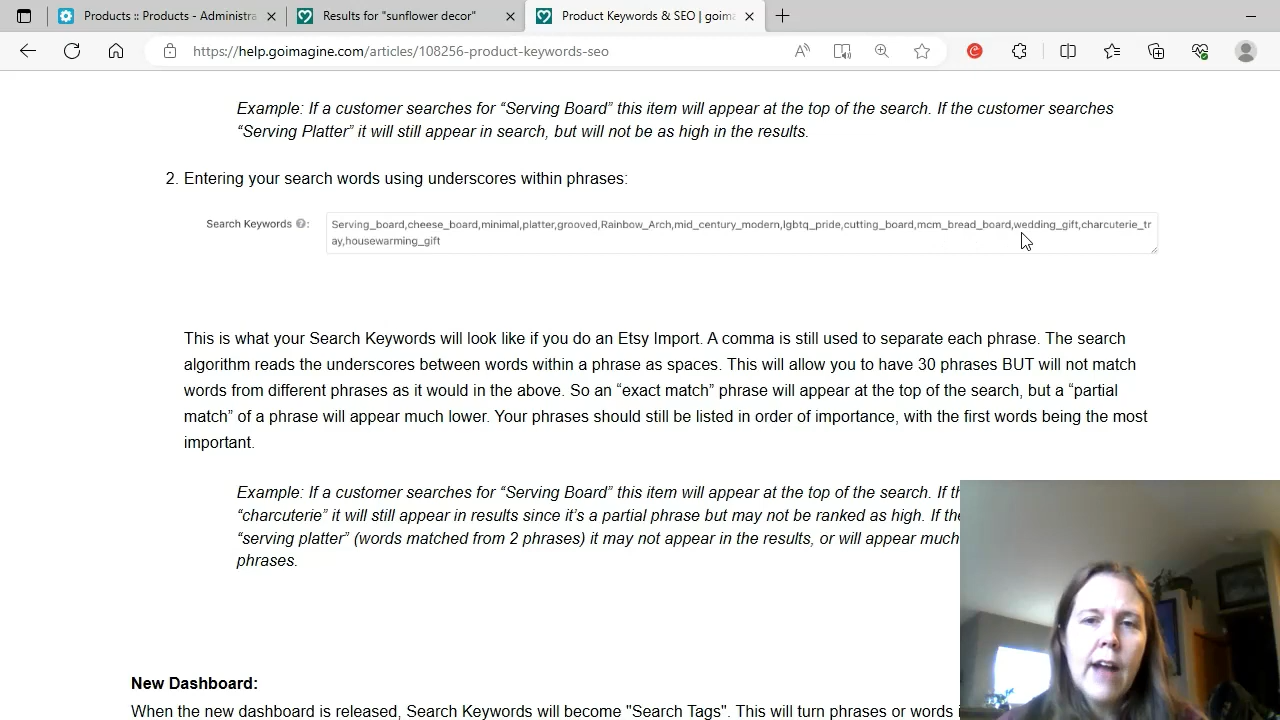 Products :: Products - Administra
Results for "sunflower decor"
Product Keywords & SEO | goima
https://help.goimagine.com/articles/108256-product-keywords-seo
Example: If a customer searches for “Serving Board” this item will appear at the top of the search. If the customer searches
“Serving Platter” it will still appear in search, but will not be as high in the results.
2. Entering your search words using underscores within phrases:
Search Keywords ?:
Serving_board,cheese_board,minimal,platter,grooved,Rainbow_Arch,mid_century_modern,lgbtq_pride,cutting_board,mcm_bread_board,wedding_gift,charcuterie_tr
ay,housewarming_gift
This is what your Search Keywords will look like if you do an Etsy Import. A comma is still used to separate each phrase. The search
algorithm reads the underscores between words within a phrase as spaces. This will allow you to have 30 phrases BUT will not match
words from different phrases as it would in the above. So an “exact match” phrase will appear at the top of the search, but a “partial
match” of a phrase will appear much lower. Your phrases should still be listed in order of importance, with the first words being the most
important.
Example: If a customer searches for “Serving Board” this item will appear at the top of the search. If
“charcuterie” it will still appear in results since it’s a partial phrase but may not be ranked as high. If the
“serving platter” (words matched from 2 phrases) it may not appear in the results, or will appear much
phrases.
New Dashboard:
When the new dashboard is released, Search Keywords will become "Search Tags". This will turn phrases or words